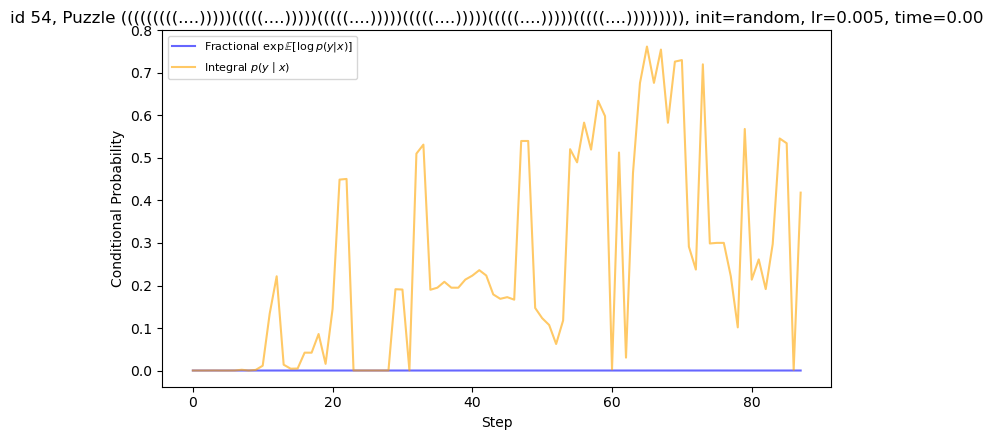 id 54, Puzzle (((((((((....)))))(((((....)))))(((((....)))))(((((....)))))(((((....)))))(((((....))))))))), init=random, lr=0.005, time=0.00
Fractional exp𝔼[log p(y|x)]
Integral p(y | x)
Conditional Probability
0.8
0.7
0.6
0.5
0.4
0.3
0.2
0.1
0.0
0 20 40 60 80
Step